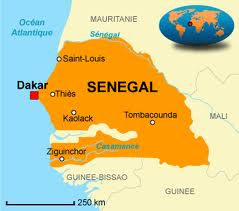 Océan
Atlantique
MAURITANIE
Sénégal
Saint-Louis
Dakar
Thiès
SENEGAL
Kaolack
Tombacounda
MALI
Ziguinchor
Casamance
GUINEE-BISSAO
GUINEE
250 km